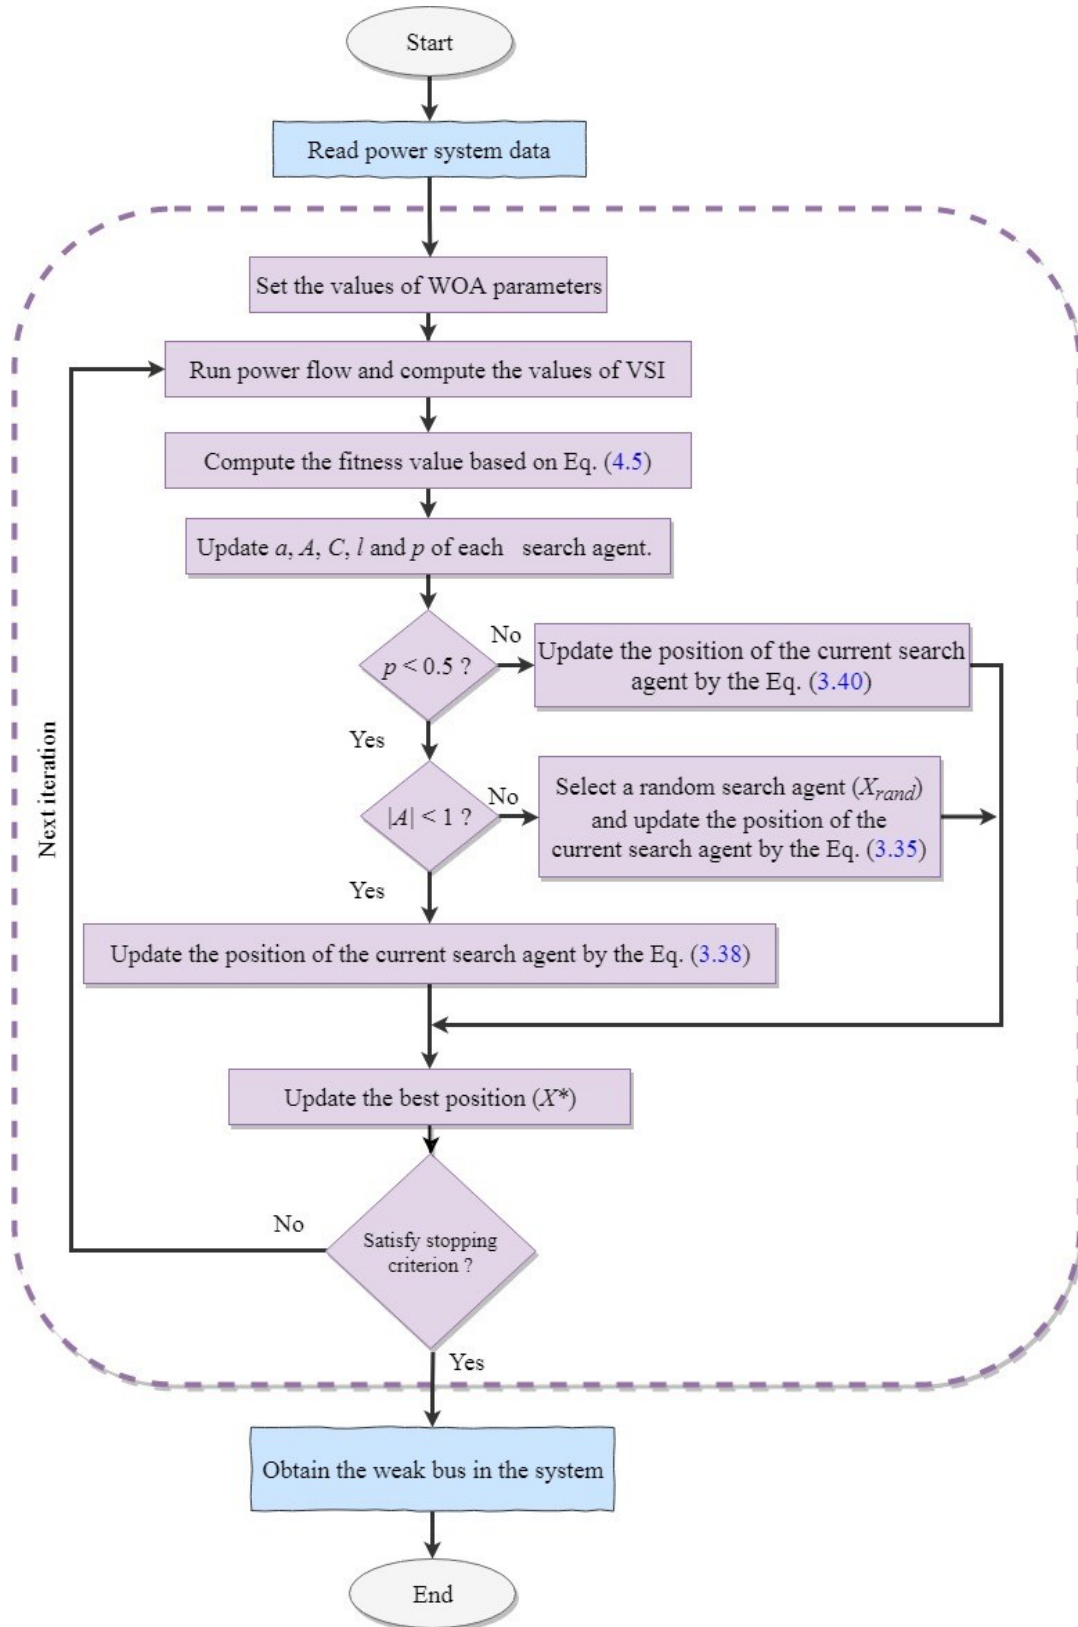 Start
Read power system data
Set the values of WOA parameters
Run power flow and compute the values of VSI
Compute the fitness value based on Eq. (4.5)
Update a, A, C, l and p of each search agent.
p < 0.5 ?
No
Update the position of the current search
agent by the Eq. (3.40)
Yes
|A| < 1 ?
No
Select a random search agent (Xrand)
and update the position of the
current search agent by the Eq. (3.35)
Yes
Update the position of the current search agent by the Eq. (3.38)
Next iteration
Update the best position (X*)
No
Satisfy stopping
criterion ?
Yes
Obtain the weak bus in the system
End